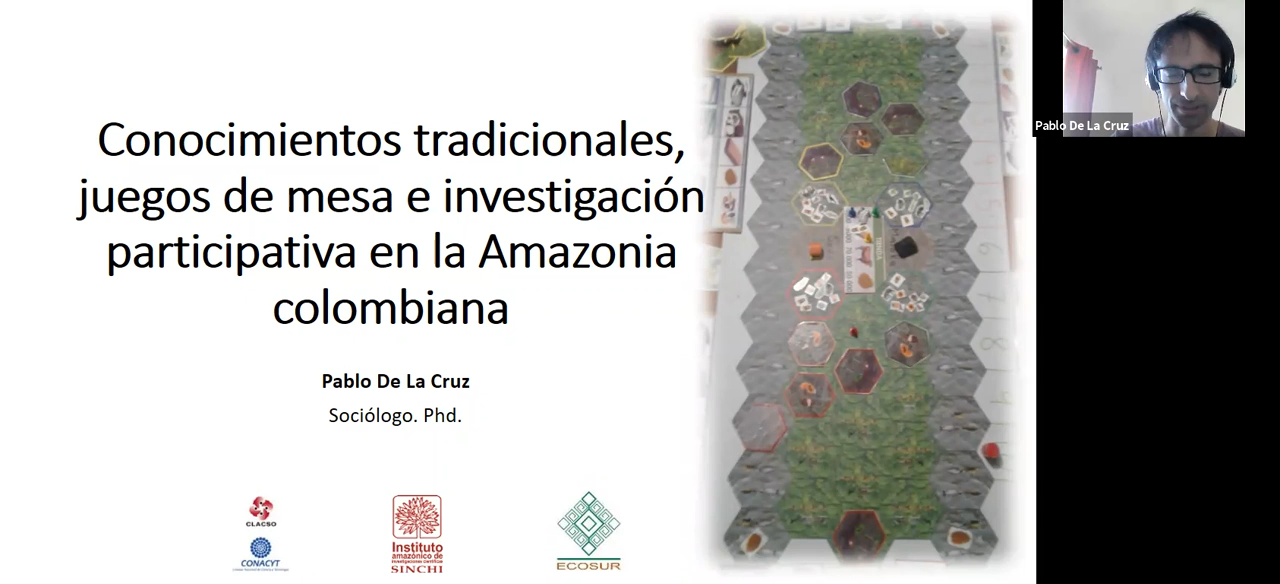 Conocimientos tradicionales,
juegos de mesa e investigación
participativa en la Amazonia
colombiana
Pablo De La Cruz
Sociólogo. Phd.
CLACSO
CONACYT
Instituto
amazónico de
investigaciones científicas
SINCHI
ECOSUR
Pablo De La Cruz